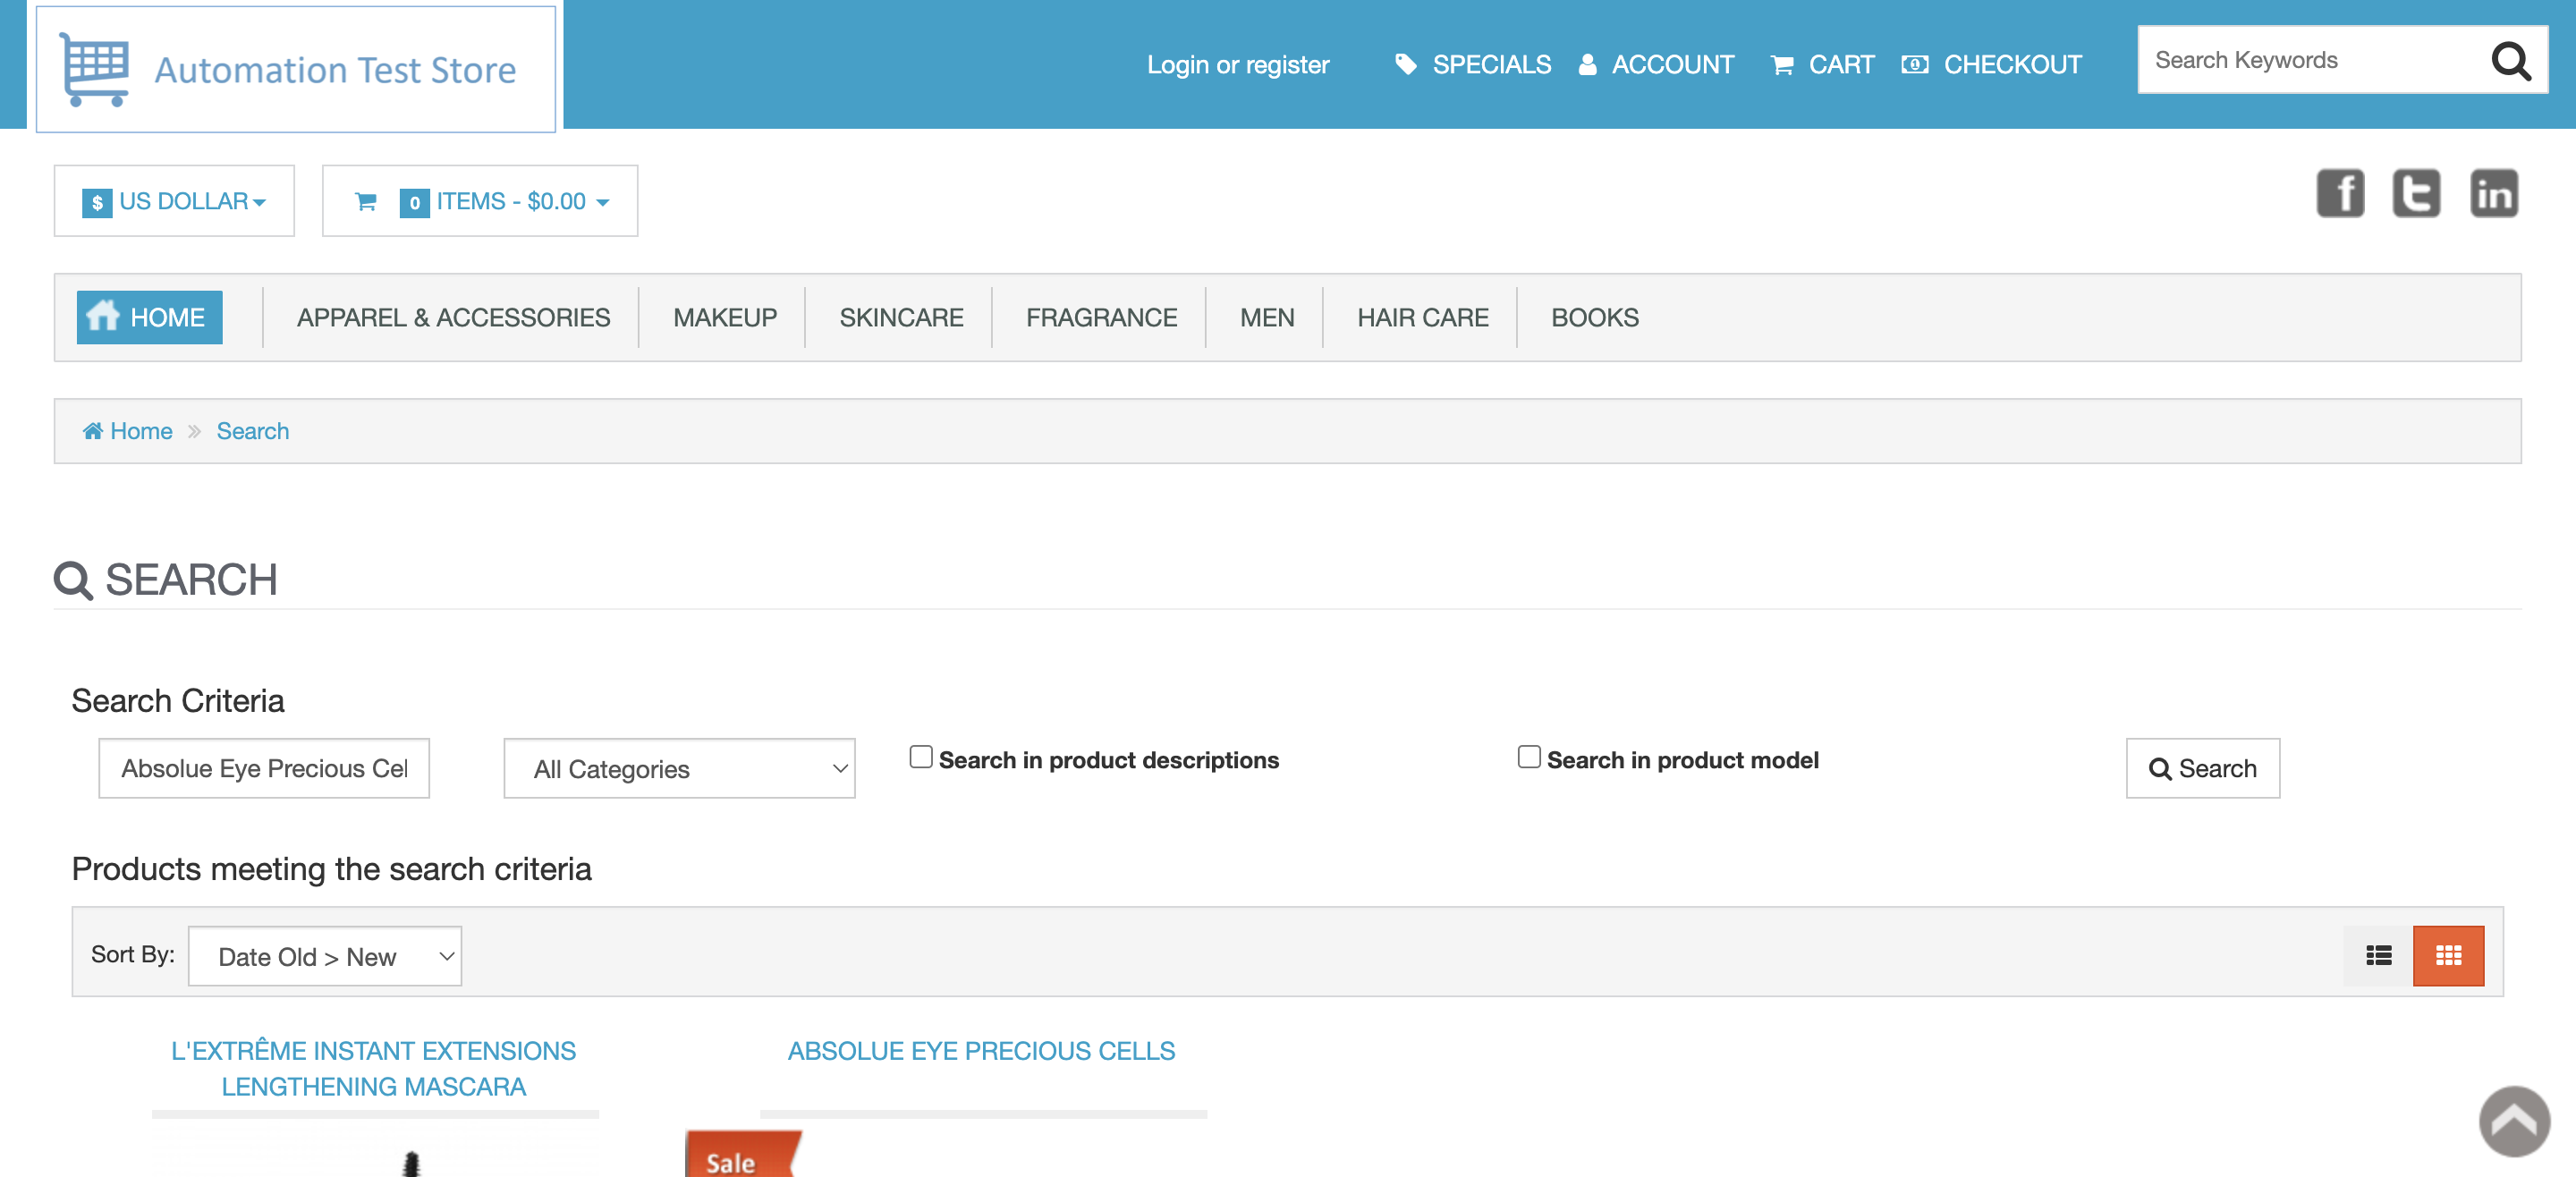 Automation Test Store
Login or register SPECIALS ACCOUNT CART CHECKOUT Search Keywords
$ US DOLLAR 0 ITEMS - $0.00
HOME APPAREL & ACCESSORIES MAKEUP SKINCARE FRAGRANCE MEN HAIR CARE BOOKS
Home » Search
SEARCH
Search Criteria
Absolue Eye Precious Cel All Categories Search in product descriptions Search in product model Search
Products meeting the search criteria
Sort By: Date Old > New
L'EXTRÊME INSTANT EXTENSIONS
LENGTHENING MASCARA
ABSOLUE EYE PRECIOUS CELLS
Sale